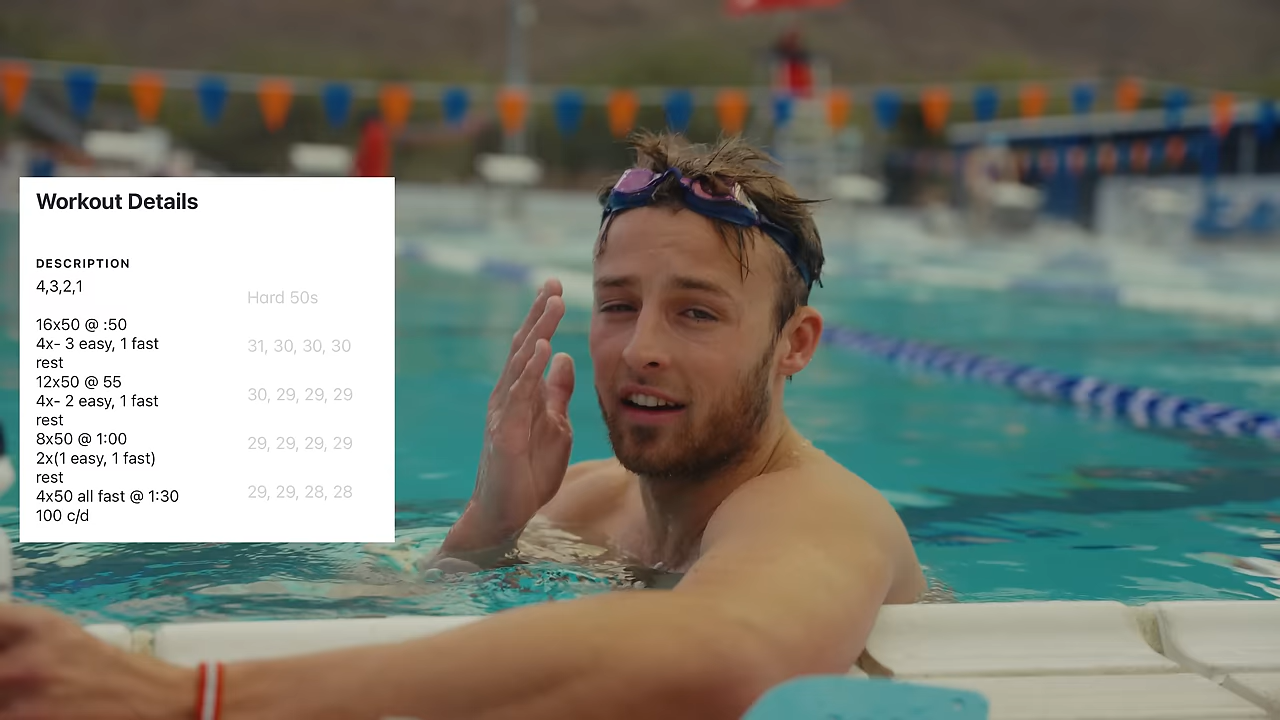 Workout Details
DESCRIPTION
4,3,2,1
16x50 @ :50
4x- 3 easy, 1 fast
rest
12x50 @ 55
4x- 2 easy, 1 fast
rest
8x50 @ 1:00
2x(1 easy, 1 fast)
rest
4x50 all fast @ 1:30
100 c/d
Hard 50s
31, 30, 30, 30
30, 29, 29, 29
29, 29, 29, 29
29, 29, 28, 28